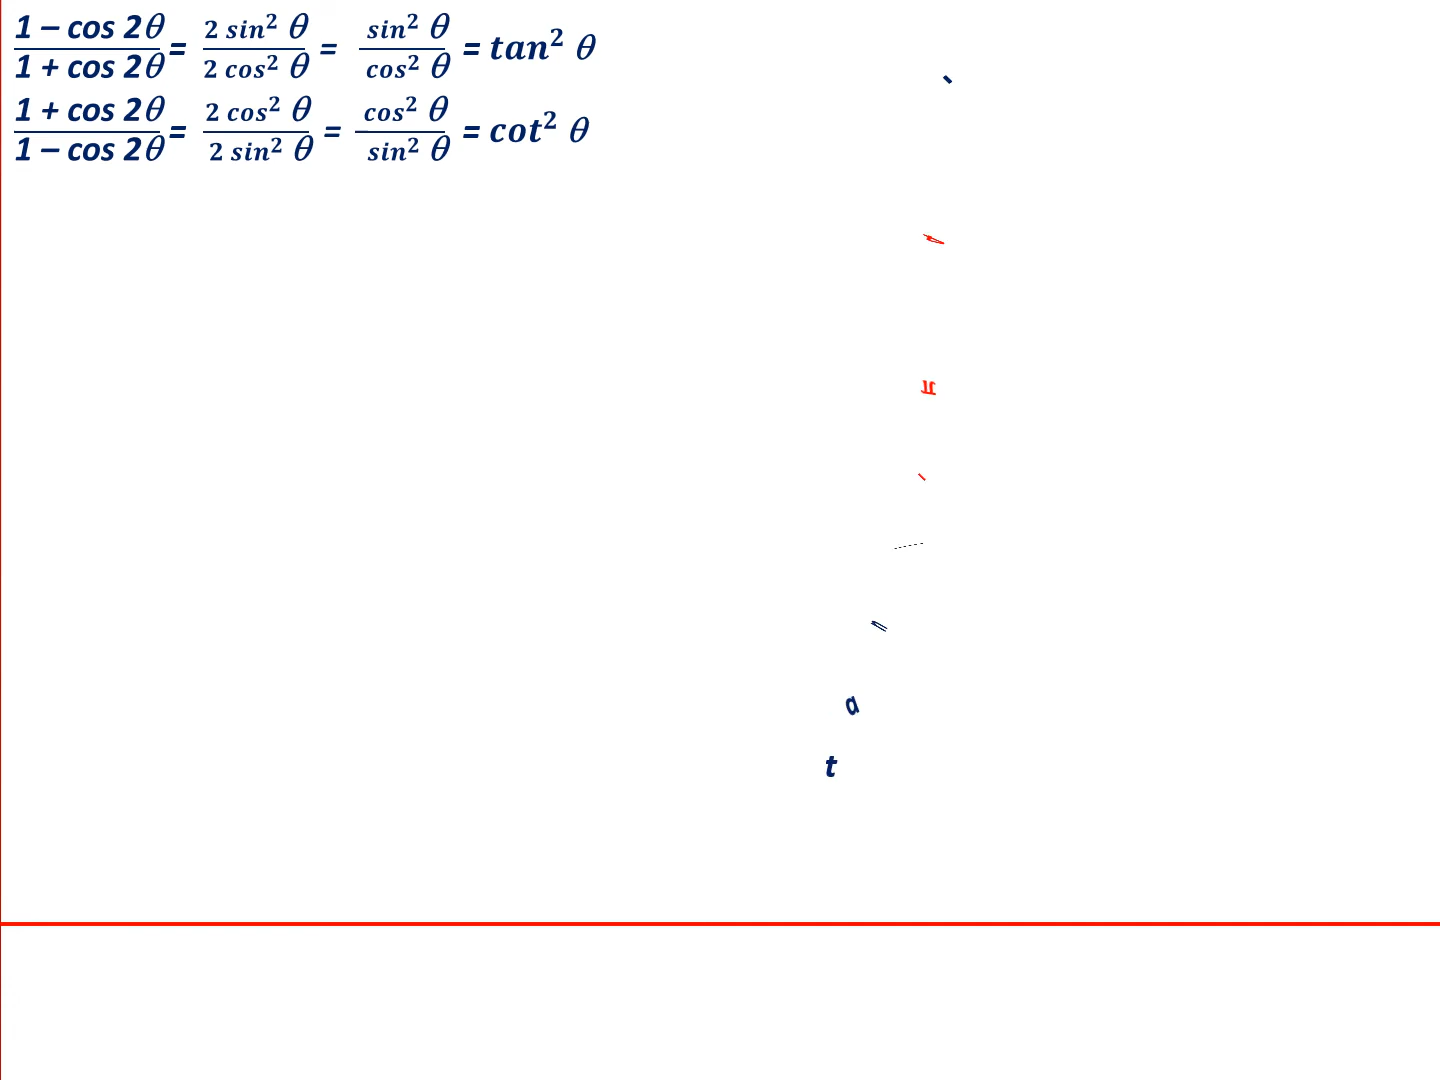 1 – cos 2θ / 1 + cos 2θ = 2 sin² θ / 2 cos² θ = sin² θ / cos² θ = tan² θ
1 + cos 2θ / 1 – cos 2θ = 2 cos² θ / 2 sin² θ = cos² θ / sin² θ = cot² θ
a
t